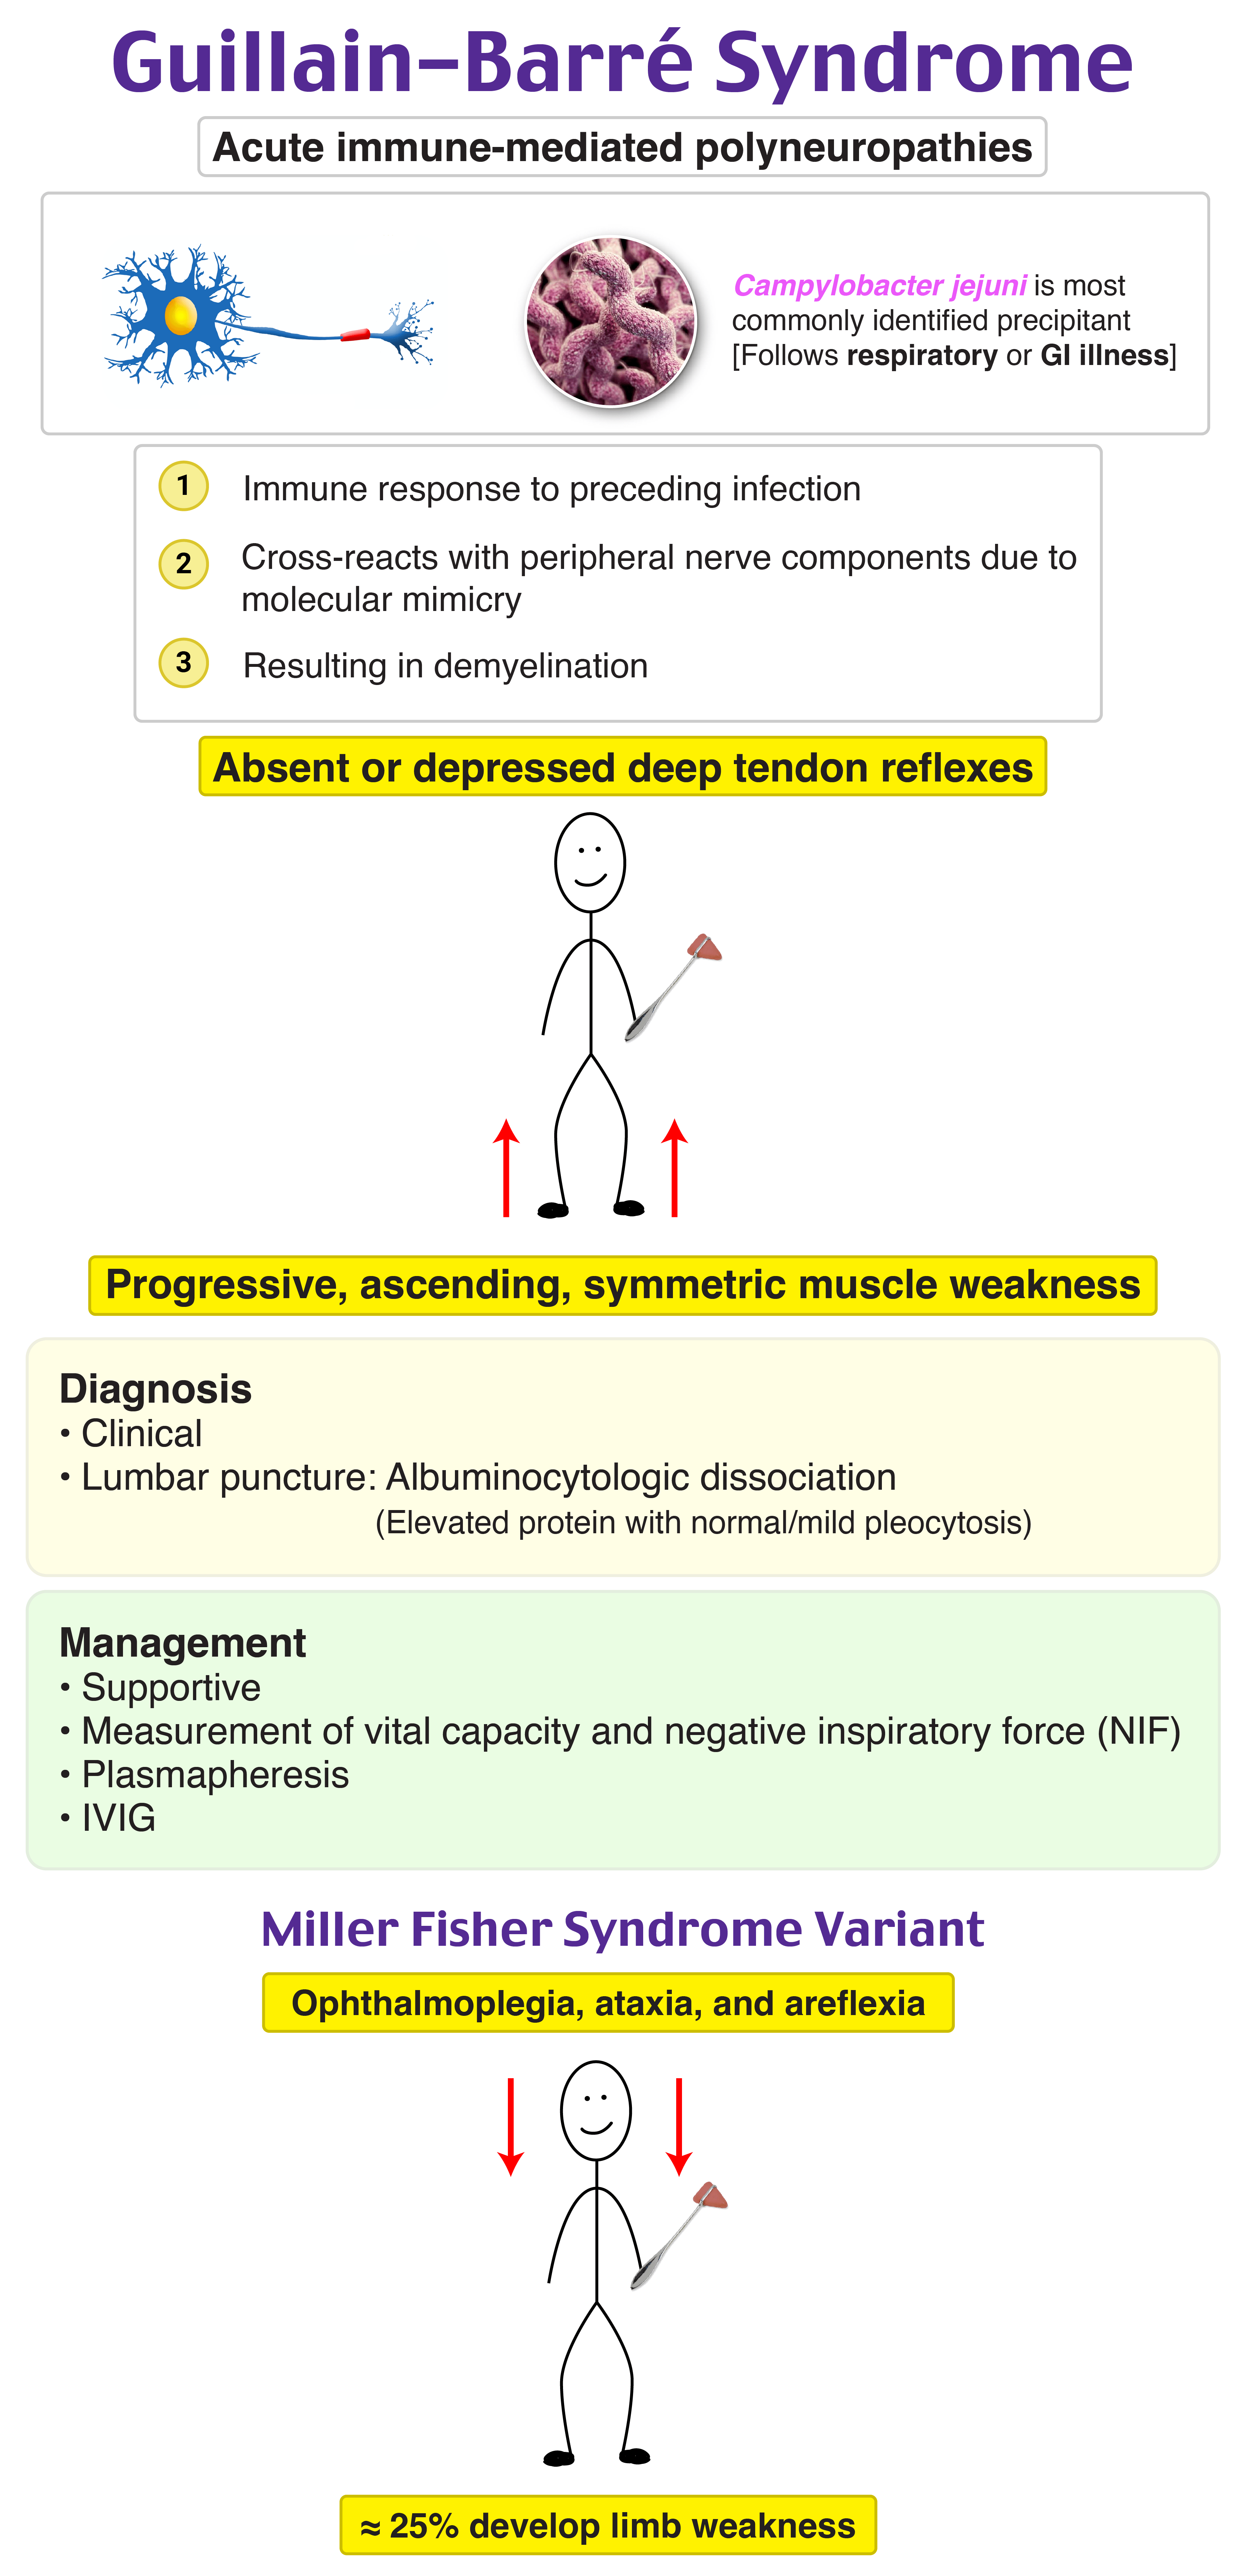 Guillain–Barré Syndrome
Acute immune-mediated polyneuropathies
Campylobacter jejuni is most
commonly identified precipitant
[Follows respiratory or GI illness]
1 Immune response to preceding infection
2 Cross-reacts with peripheral nerve components due to
molecular mimicry
3 Resulting in demyelination
Absent or depressed deep tendon reflexes
Progressive, ascending, symmetric muscle weakness
Diagnosis
• Clinical
• Lumbar puncture: Albuminocytologic dissociation
(Elevated protein with normal/mild pleocytosis)
Management
• Supportive
• Measurement of vital capacity and negative inspiratory force (NIF)
• Plasmapheresis
• IVIG
Miller Fisher Syndrome Variant
Ophthalmoplegia, ataxia, and areflexia
≈ 25% develop limb weakness